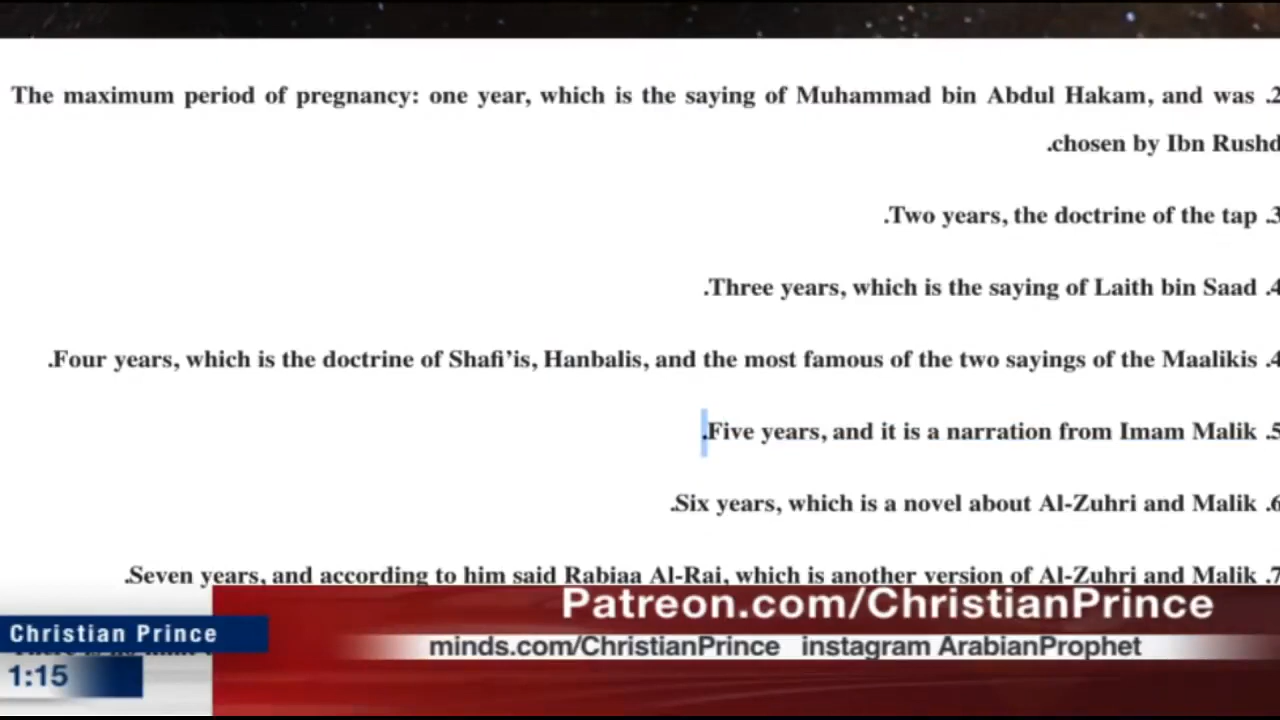 The maximum period of pregnancy: one year, which is the saying of Muhammad bin Abdul Hakam, and was .2
.chosen by Ibn Rushd
.Two years, the doctrine of the tap .3
.Three years, which is the saying of Laith bin Saad .4
.Four years, which is the doctrine of Shafi’is, Hanbalis, and the most famous of the two sayings of the Maalikis .4
.Five years, and it is a narration from Imam Malik .5
.Six years, which is a novel about Al-Zuhri and Malik .6
.Seven years, and according to him said Rabiaa Al-Rai, which is another version of Al-Zuhri and Malik .7
Patreon.com/ChristianPrince
Christian Prince
minds.com/ChristianPrince instagram ArabianProphet
1:15